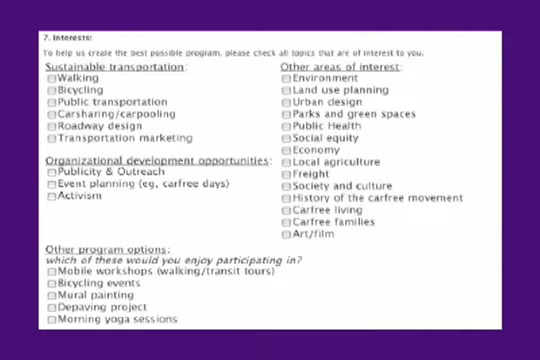 7. Interests:
To help us create the best possible program, please check all topics that are of interest to you.
Sustainable transportation:
Walking
Bicycling
Public transportation
Carsharing/carpooling
Roadway design
Transportation marketing
Organizational development opportunities:
Publicity & Outreach
Event planning (eg, carfree days)
Activism
Other areas of interest:
Environment
Land use planning
Urban design
Parks and green spaces
Public Health
Social equity
Economy
Local agriculture
Freight
Society and culture
History of the carfree movement
Carfree living
Carfree families
Art/film
Other program options:
which of these would you enjoy participating in?
Mobile workshops (walking/transit tours)
Bicycling events
Mural painting
Depaving project
Morning yoga sessions